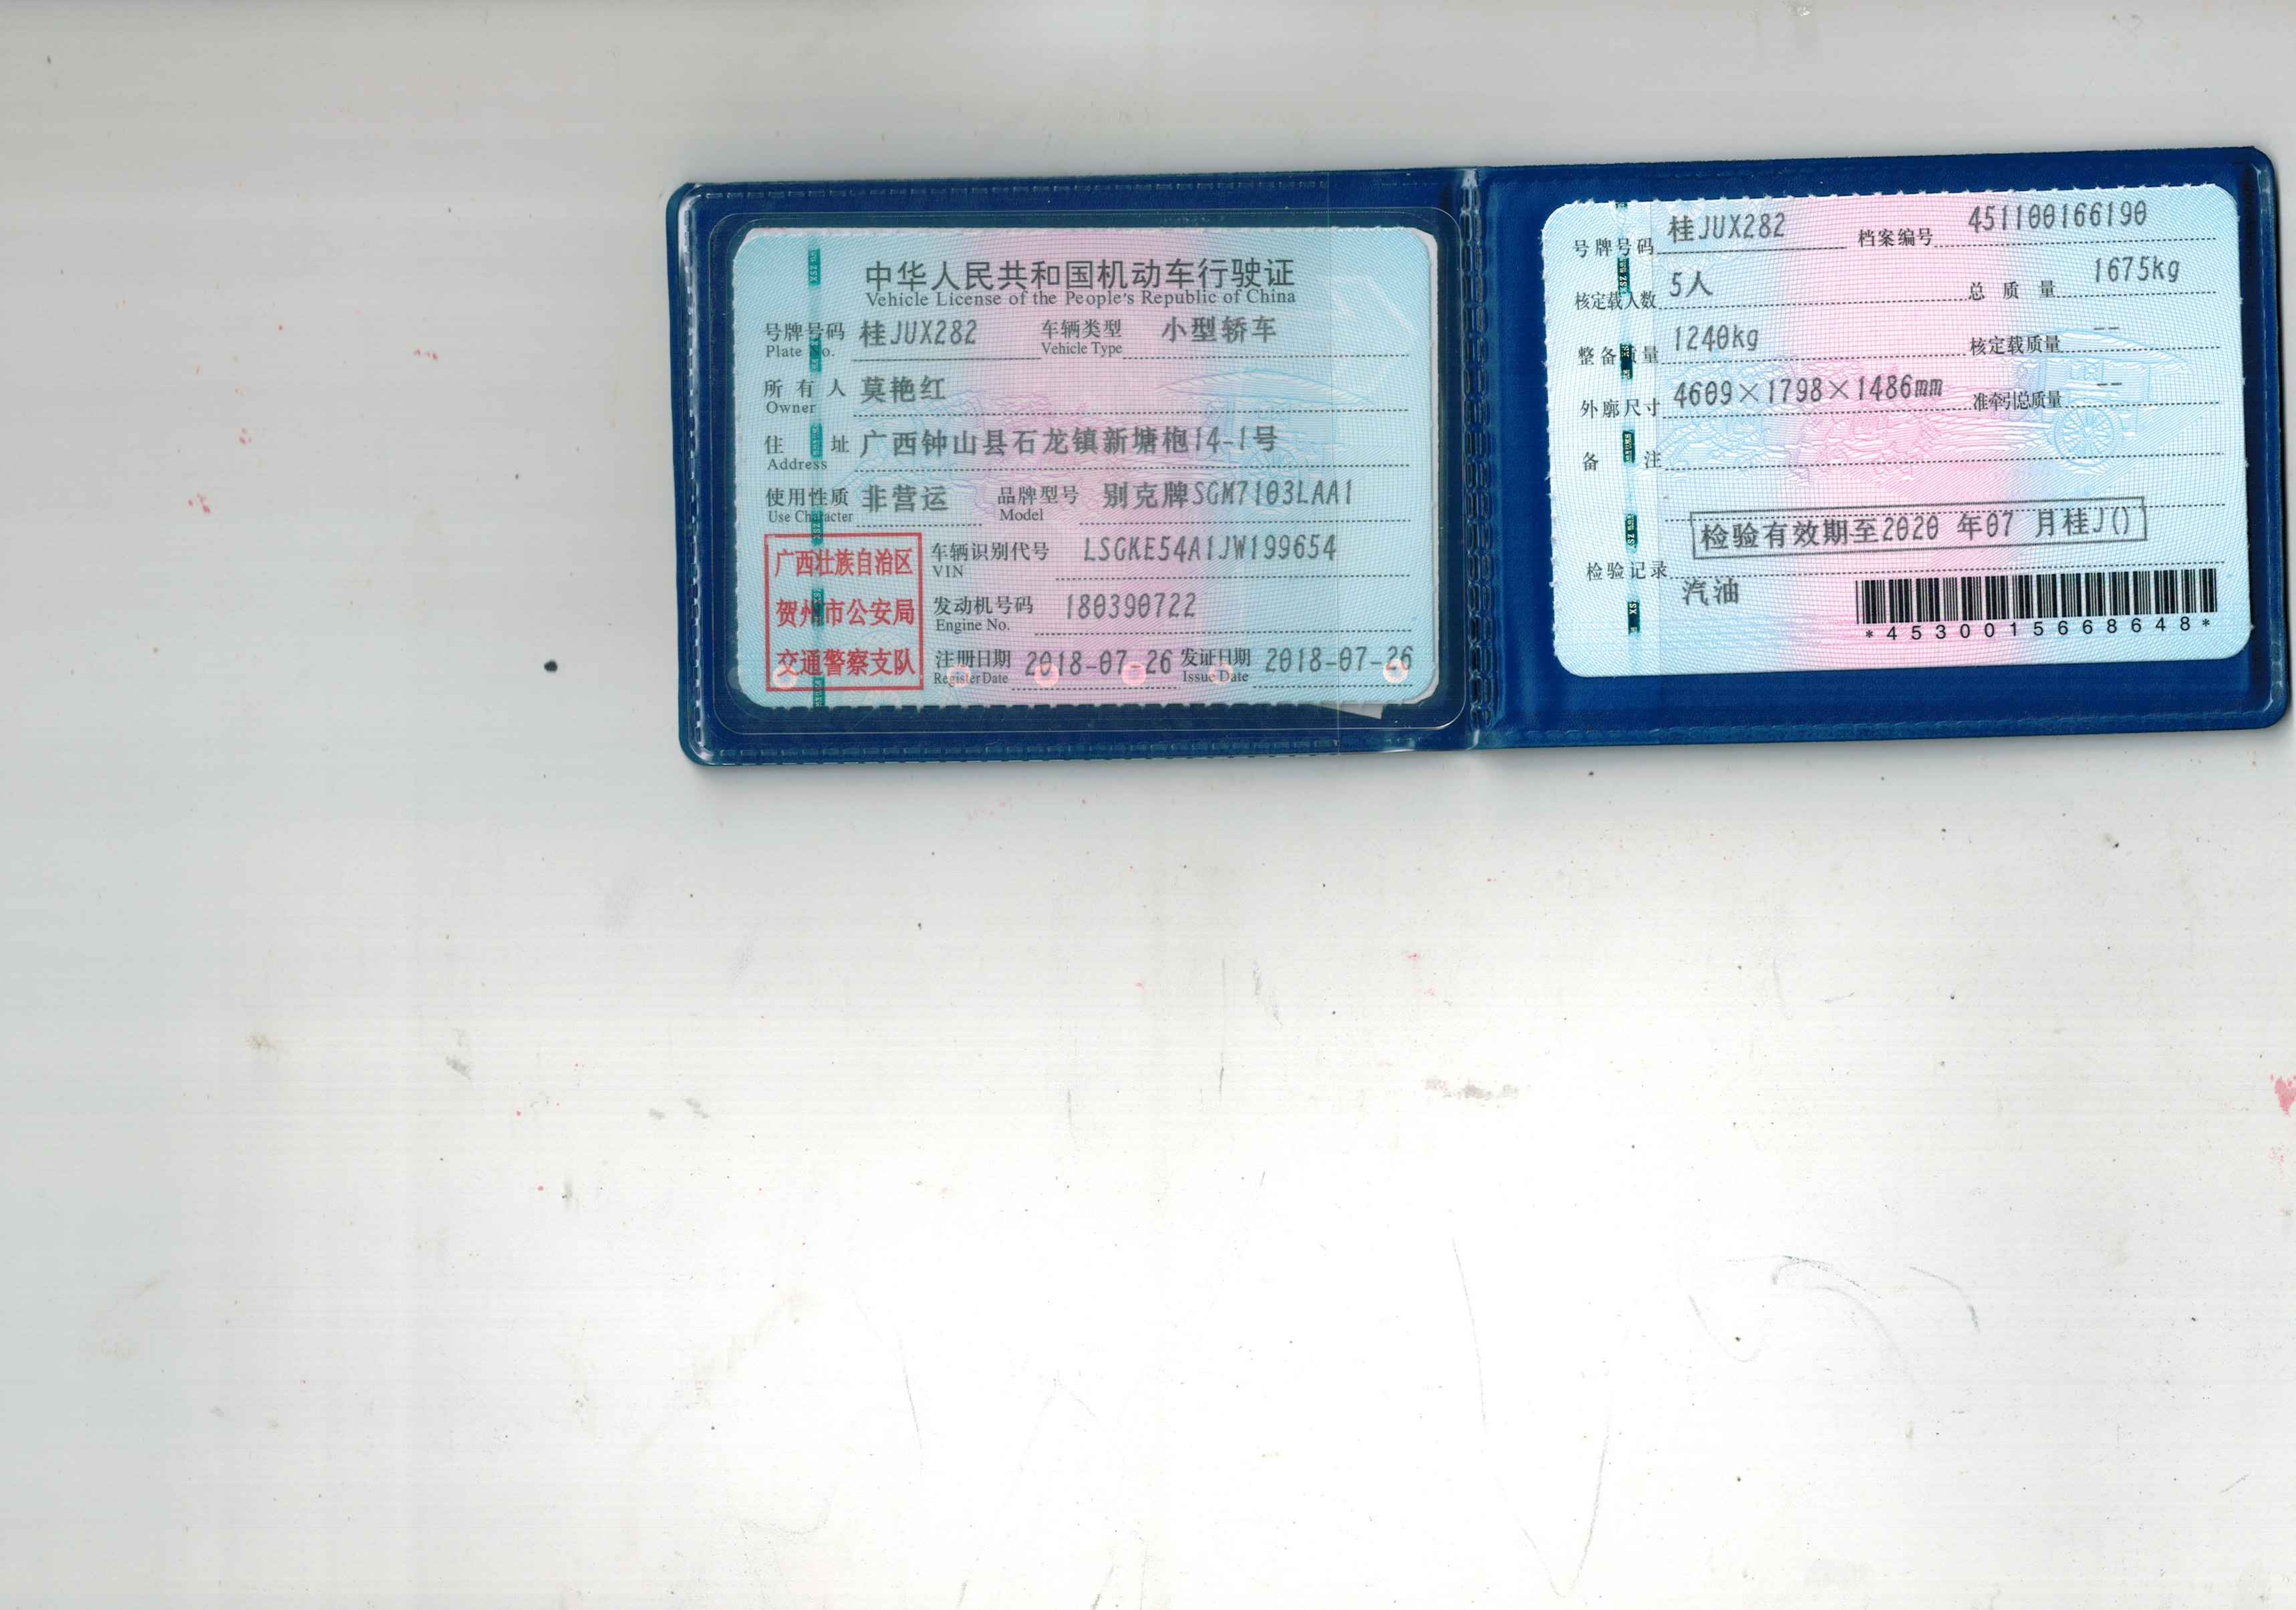 中华人民共和国机动车行驶证
Vehicle License of the People's Republic of China
号牌号码 桂JUX282 车辆类型 小型轿车
Plate No. Vehicle Type
所有人 莫艳红
Owner
住址 广西钟山县石龙镇新塘枹14-1号
Address
使用性质 非营运 品牌型号 别克牌SGM7103LAA1
Use Character Model
广西壮族自治区
贺州市公安局
交通警察支队
车辆识别代号 LSGKE54A1JW199654
VIN
发动机号码 180390722
Engine No.
注册日期 2018-07-26 发证日期 2018-07-26
Register Date Issue Date
号牌号码 桂JUX282 档案编号 451100166190
核定载人数 5人 总质量 1675kg
整备质量 1240kg 核定载质量 --
外廓尺寸 4609×1798×1486mm 准牵引总质量 --
备注
检验有效期至2020 年07 月桂J()
检验记录
汽油
*4530015668648*